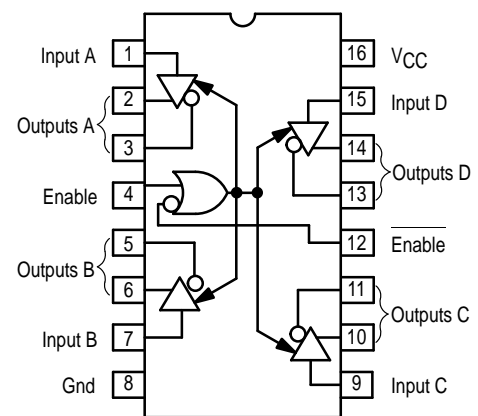 Input A 1
Outputs A 2
3
Enable 4
Outputs B 5
6
Input B 7
Gnd 8
16 VCC
15 Input D
14 Outputs D
13
12 Enable
11 Outputs C
10
9 Input C